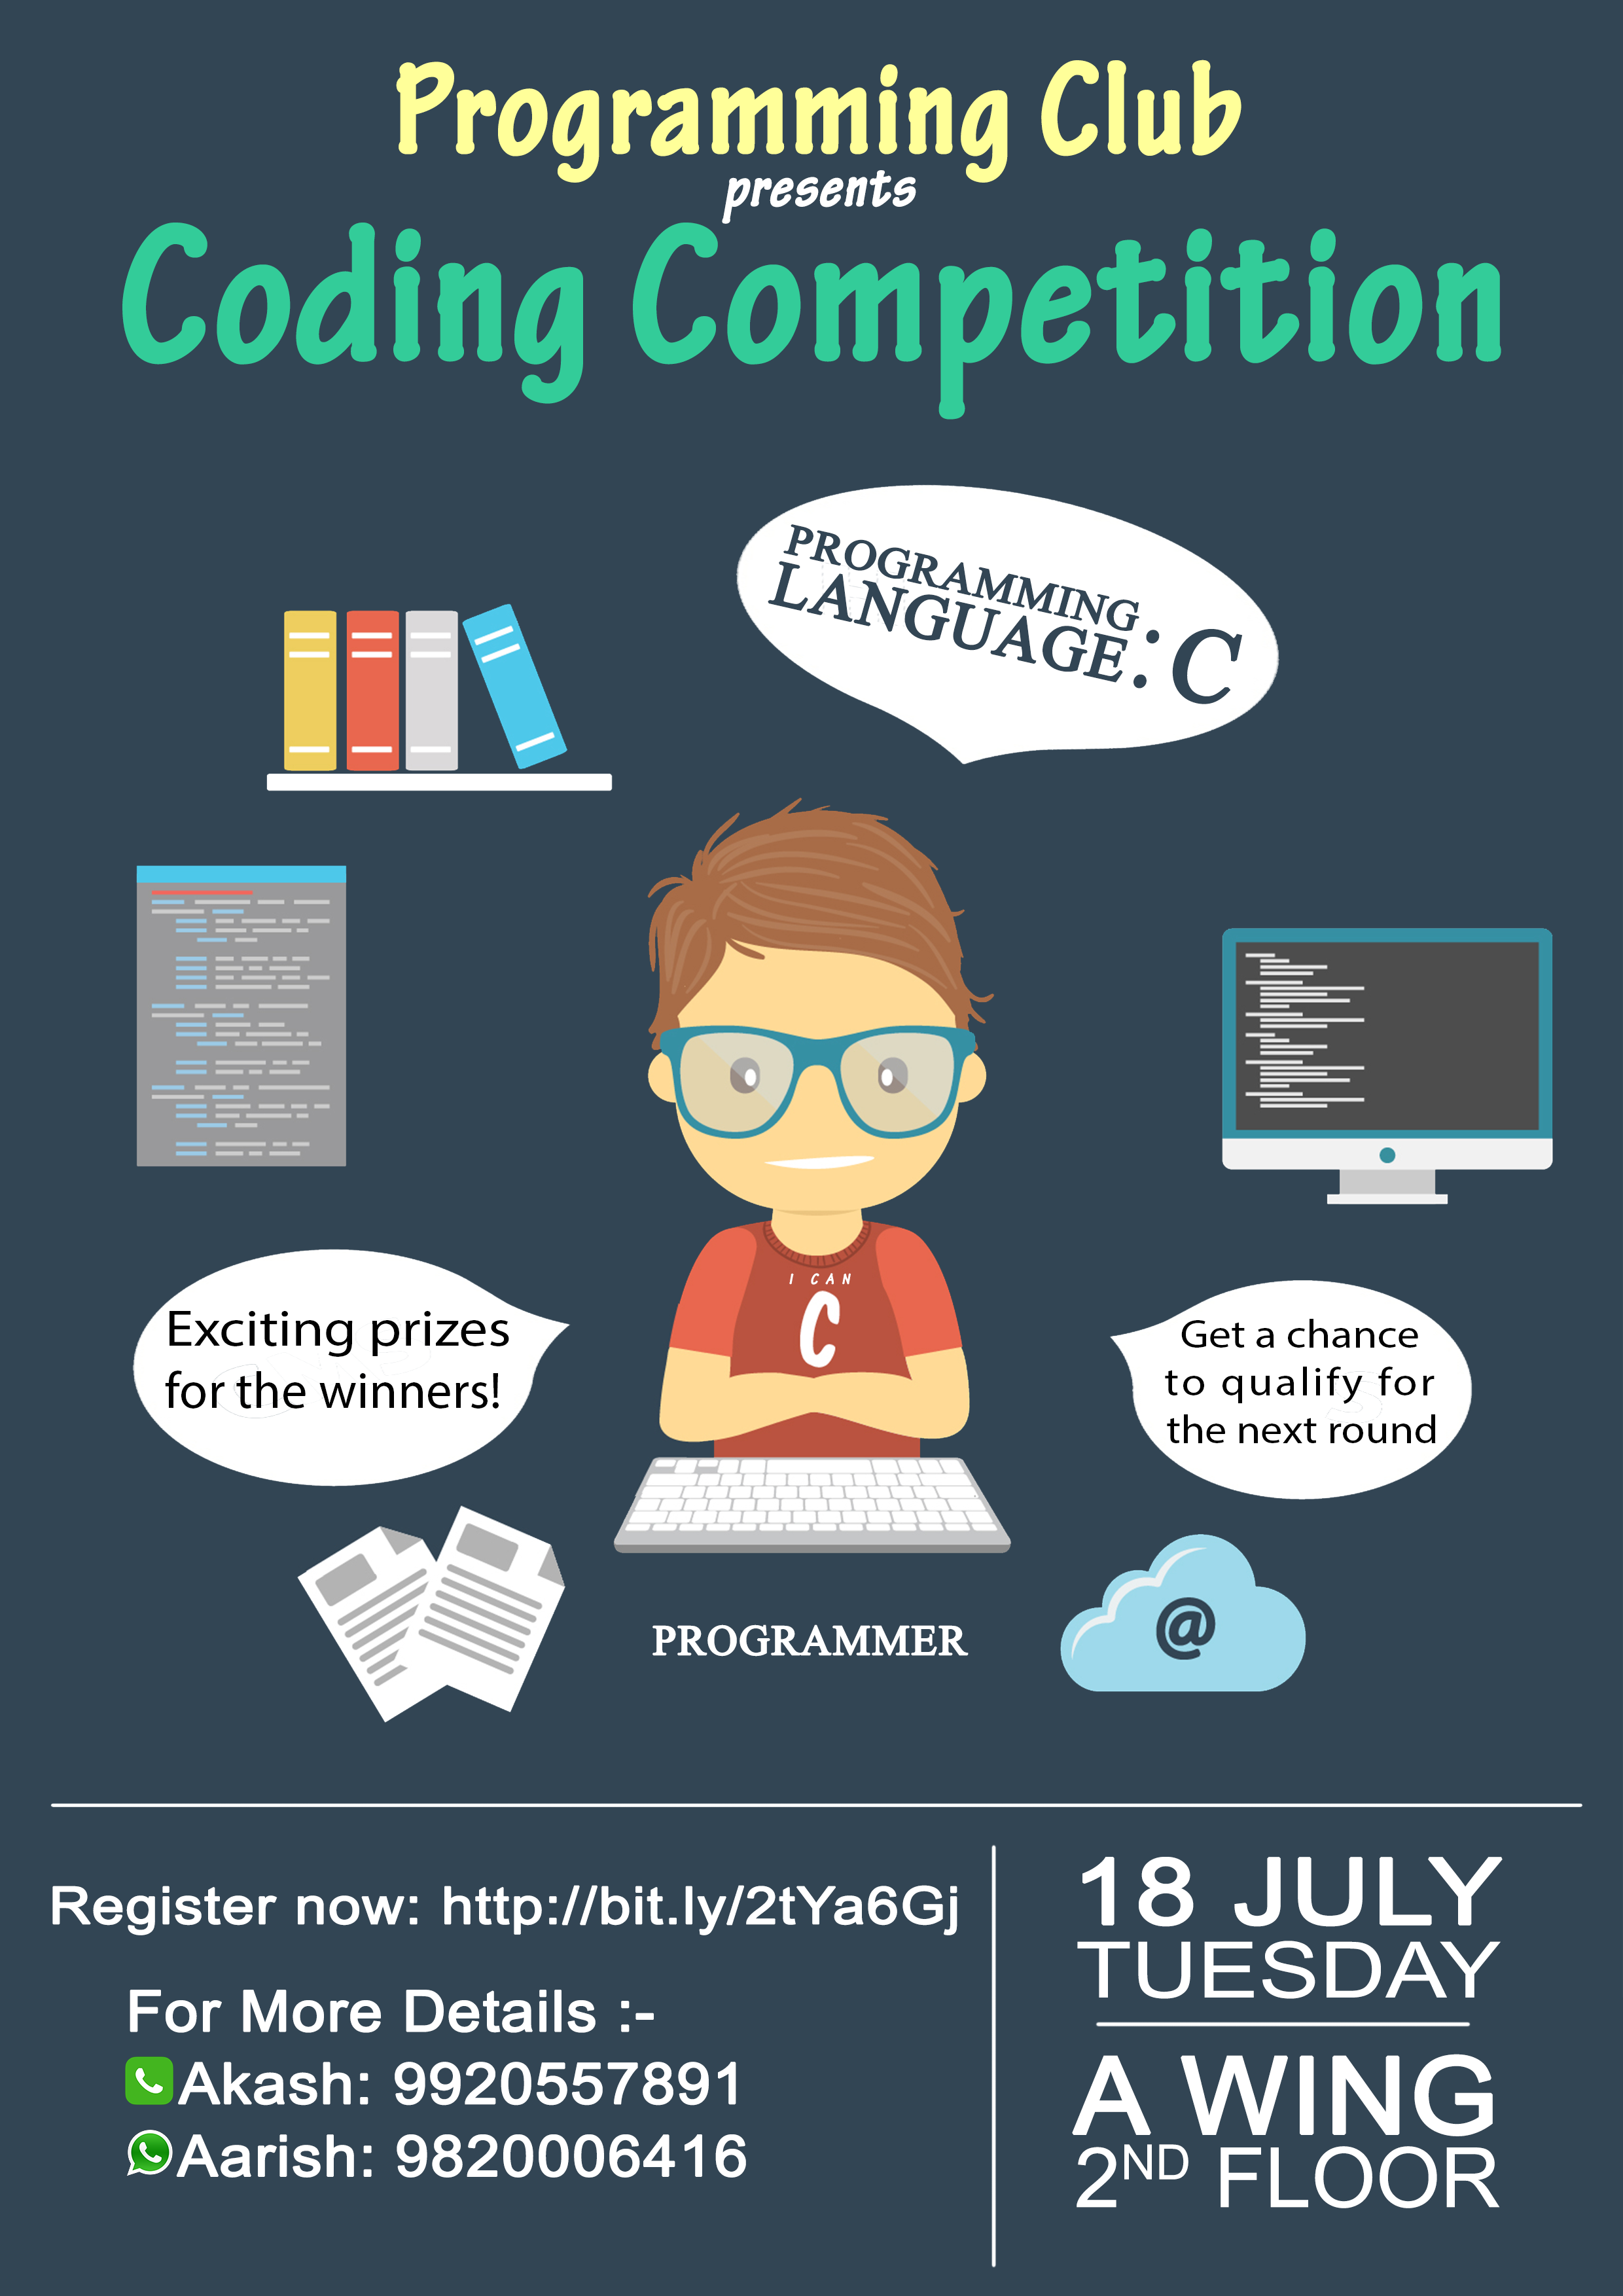 Programming Club
presents
Coding Competition
PROGRAMMING
LANGUAGE: C
I CAN
C
Exciting prizes
for the winners!
Get a chance
to qualify for
the next round
@
PROGRAMMER
Register now: http://bit.ly/2tYa6Gj
For More Details :-
Akash: 9920557891
Aarish: 9820006416
18 JULY
TUESDAY
A WING
2ND FLOOR